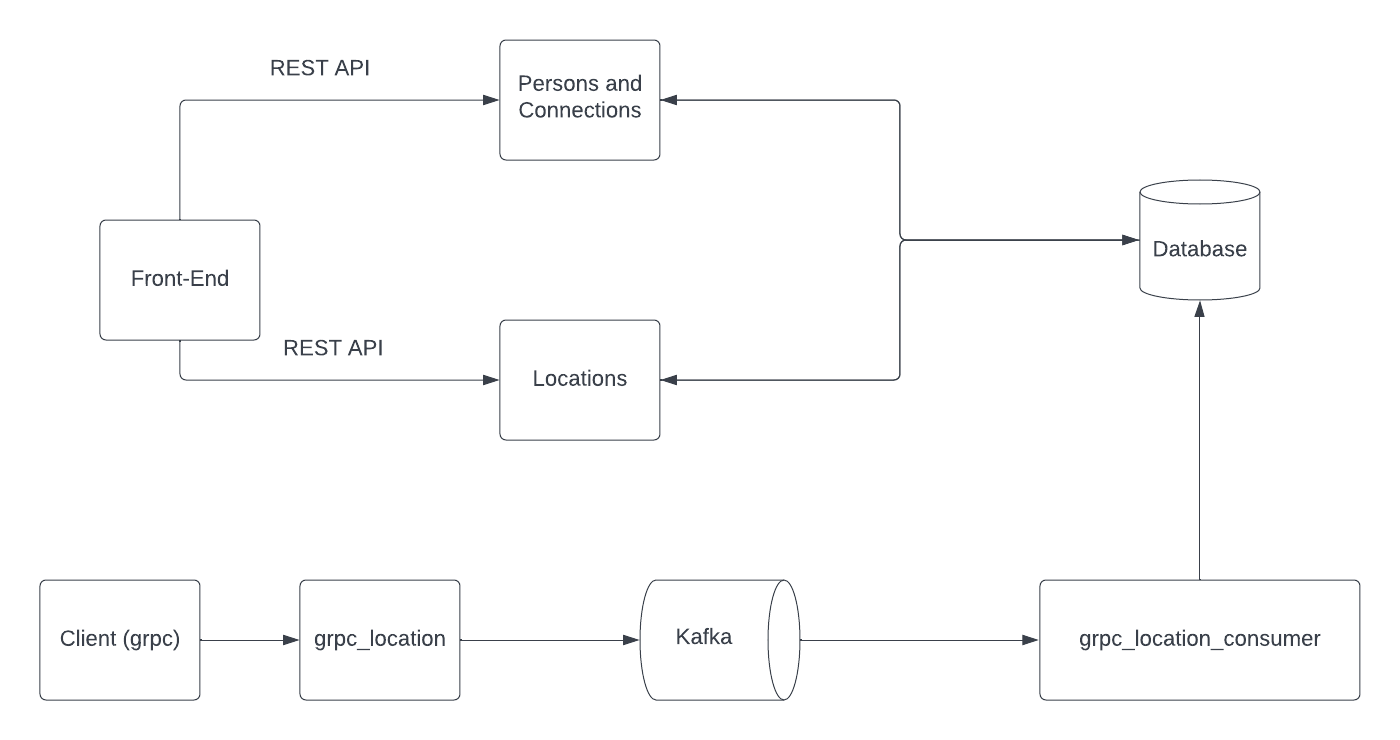 REST API
Persons and
Connections
Database
Front-End
REST API
Locations
Client (grpc)
grpc_location
Kafka
grpc_location_consumer